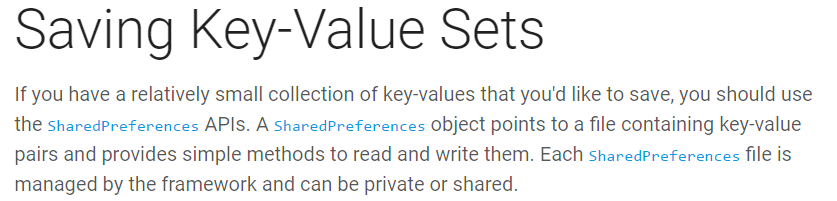 Saving Key-Value Sets
If you have a relatively small collection of key-values that you'd like to save, you should use
the SharedPreferences APIs. A SharedPreferences object points to a file containing key-value
pairs and provides simple methods to read and write them. Each SharedPreferences file is
managed by the framework and can be private or shared.